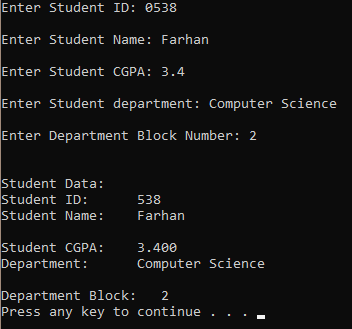 Enter Student ID: 0538
Enter Student Name: Farhan
Enter Student CGPA: 3.4
Enter Student department: Computer Science
Enter Department Block Number: 2
Student Data:
Student ID:      538
Student Name:    Farhan
Student CGPA:    3.400
Department:      Computer Science
Department Block:   2
Press any key to continue . . .